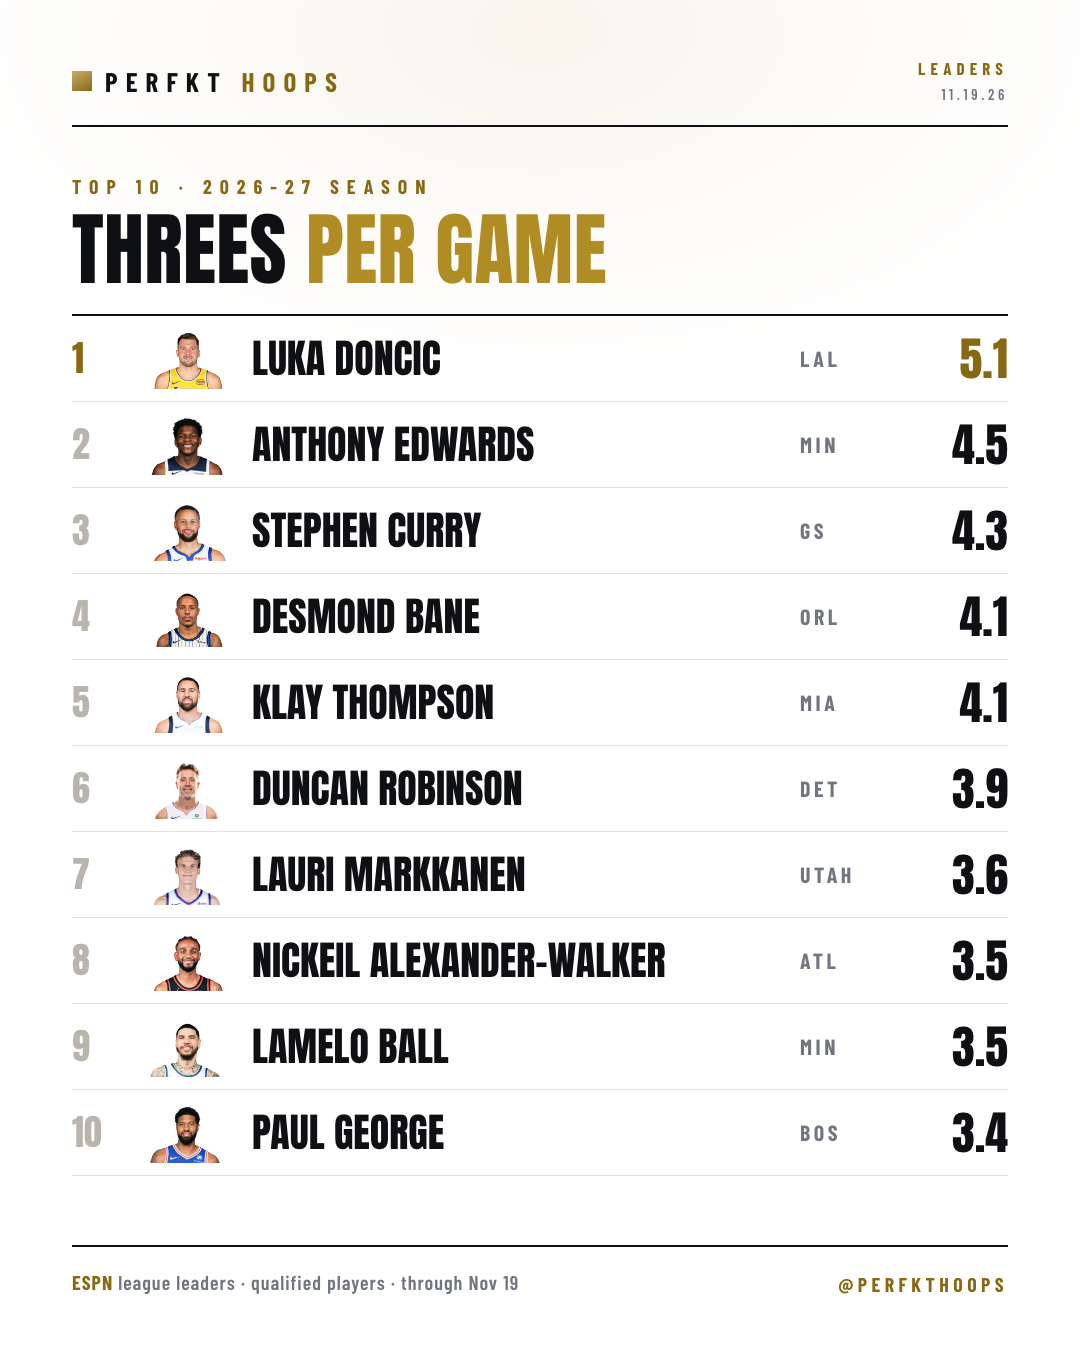 PERFKT HOOPS
LEADERS
11.19.26
TOP 10 · 2026-27 SEASON
THREES PER GAME
1 LUKA DONCIC LAL 5.1
2 ANTHONY EDWARDS MIN 4.5
3 STEPHEN CURRY GS 4.3
4 DESMOND BANE ORL 4.1
5 KLAY THOMPSON MIA 4.1
6 DUNCAN ROBINSON DET 3.9
7 LAURI MARKKANEN UTAH 3.6
8 NICKEIL ALEXANDER-WALKER ATL 3.5
9 LAMELO BALL MIN 3.5
10 PAUL GEORGE BOS 3.4
ESPN league leaders · qualified players · through Nov 19
@PERFKTHOOPS